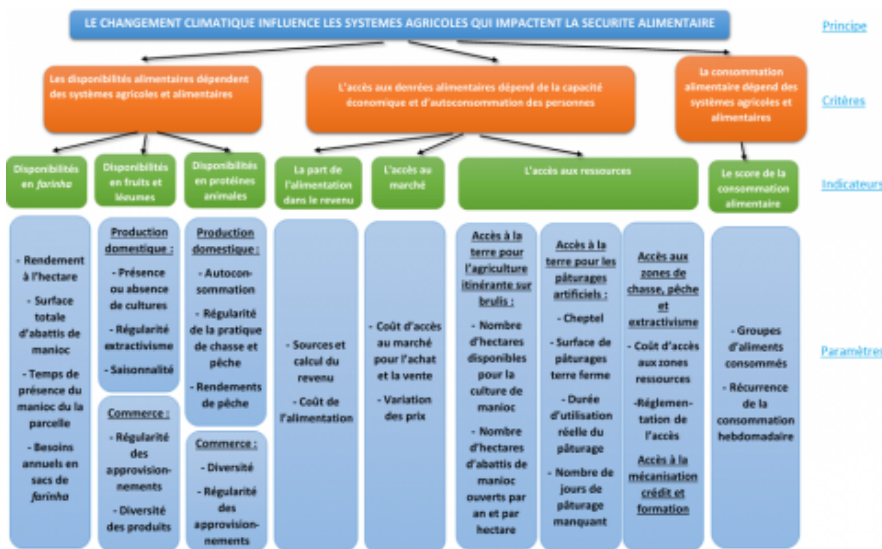 LE CHANGEMENT CLIMATIQUE INFLUENCE LES SYSTEMES AGRICOLES QUI IMPACTENT LA SECURITE ALIMENTAIRE
Principe
Les disponibilités alimentaires dépendent
des systèmes agricoles et alimentaires
L'accès aux denrées alimentaires dépend de la capacité
économique et d'autoconsommation des personnes
La
consommation
alimentaire dépend des
systèmes agricoles et
alimentaires
Critères
Disponibilités
en farinha
Disponibilités
en fruits et
légumes
Disponibilités
en protéines
animales
La part de
l'alimentation
dans le revenu
L'accès au
marché
L'accès aux ressources
Le score de la
consommation
alimentaire
Indicateurs
- Rendement
à l'hectare
- Surface
totale
d'abattis de
manioc
- Temps de
présence du
manioc du la
parcelle
- Besoins
annuels en
sacs de
farinha
Production
domestique :
- Présence
ou absence
de cultures
- Régularité
extractivisme
- Saisonnalité
Commerce :
- Régularité
des
approvision-
nements
- Diversité
des produits
Production
domestique :
- Autocon-
sommation
- Régularité
de la pratique
de chasse et
pêche
- Rendements
de pêche
Commerce :
- Diversité
- Régularité
des
approvision-
nements
- Sources et
calcul du
revenu
- Coût de
l'alimentation
- Coût d'accès
au marché
pour l'achat et
la vente
- Variation
des prix
Accès à la
terre pour
l'agriculture
itinérante sur
brulis :
- Nombre
d'hectares
disponibles
pour la
culture de
manioc
- Nombre
d'hectares
d'abattis de
manioc
ouverts par
an et par
hectare
Accès à la
terre pour les
pâturages
artificiels :
- Cheptel
- Surface de
pâturages
terre ferme
- Durée
d'utilisation
réelle du
pâturage
- Nombre de
jours de
pâturage
manquant
Accès aux
zones de
chasse, pêche
et
extractivisme
- Coût d'accès
aux zones
ressources
-Réglemen-
tation de
l'accès
Accès à la
mécanisation
crédit et
formation
- Groupes
d'aliments
consommés
- Récurrence
de la
consommation
hebdomadaire
Paramètres